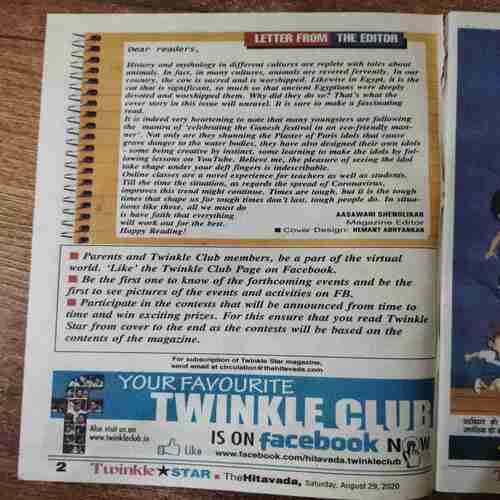 LETTER FROM THE EDITOR
Dear readers,
History and mythology in different cultures are replete with tales about
animals. In fact, in many cultures, animals are revered fervently. In our
country, the cow is sacred and is worshipped. Likewise in Egypt, it is the
cat that is significant, so much so that ancient Egyptians were deeply
devoted and worshipped them. Why did they do so? That's what the
cover story in this issue will unravel. It is sure to make a fascinating
read.
It is indeed very heartening to note that many youngsters are following
the mantra of 'celebrating the Ganesh festival in an eco-friendly man-
ner'. Not only are they shunning the Plaster of Paris idols that cause
grave danger to the water bodies, they have also designed their own idols
- some being creative by instinct, some learning to make the idols by fol-
lowing lessons on YouTube. Believe me, the pleasure of seeing the idol
take shape under your deft fingers is indescribable.
Online classes are a novel experience for teachers as well as students.
Till the time the situation, as regards the spread of Coronavirus,
improves this trend might continue. Times are tough, but it is the tough
times that shape us for tough times don't last, tough people do. In situa-
tions like these, all we must do
is have faith that everything
will work out for the best.
Happy Reading!
AASAWARI SHENOLIKAR
Magazine Editor
■ Cover Design: HEMANT ADHYANKAR
■ Parents and Twinkle Club members, be a part of the virtual
world. 'Like' the Twinkle Club Page on Facebook.
■ Be the first one to know of the forthcoming events and be the
first to see pictures of the events and activities on FB.
■ Participate in the contests that will be announced from time to
time and win exciting prizes. For this ensure that you read Twinkle
Star from cover to the end as the contests will be based on the
contents of the magazine.
For subscription of Twinkle Star magazine,
send email at circulation@thehitavada.com
YOUR FAVOURITE
TWINKLE CLUB
IS ON facebook NOW
Also visit us on
www.twinkleclub.in
Like
www.facebook.com/hitavada.twinkleclub
2 Twinkle ★ STAR ■ TheHitavada, Saturday, August 29, 2020